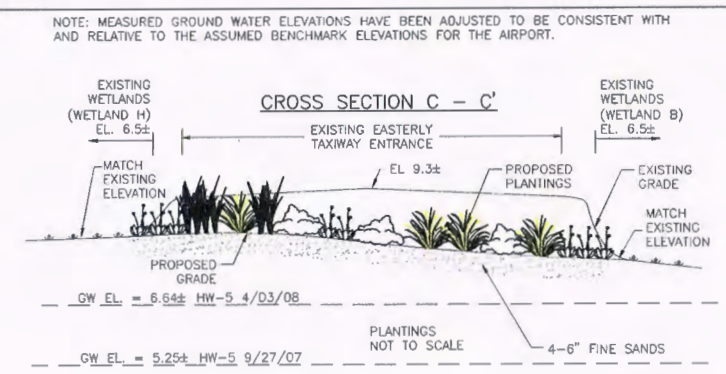 NOTE: MEASURED GROUND WATER ELEVATIONS HAVE BEEN ADJUSTED TO BE CONSISTENT WITH
AND RELATIVE TO THE ASSUMED BENCHMARK ELEVATIONS FOR THE AIRPORT.
CROSS SECTION C - C'
EXISTING
WETLANDS
(WETLAND H)
EL. 6.5±
EXISTING EASTERLY
TAXIWAY ENTRANCE
EXISTING
WETLANDS
(WETLAND B)
EL. 6.5±
MATCH
EXISTING
ELEVATION
EL 9.3±
PROPOSED
PLANTINGS
EXISTING
GRADE
MATCH
EXISTING
ELEVATION
PROPOSED
GRADE
GW EL. = 6.64± HW-5 4/03/08
PLANTINGS
NOT TO SCALE
4-6" FINE SANDS
GW EL. = 5.25± HW-5 9/27/07